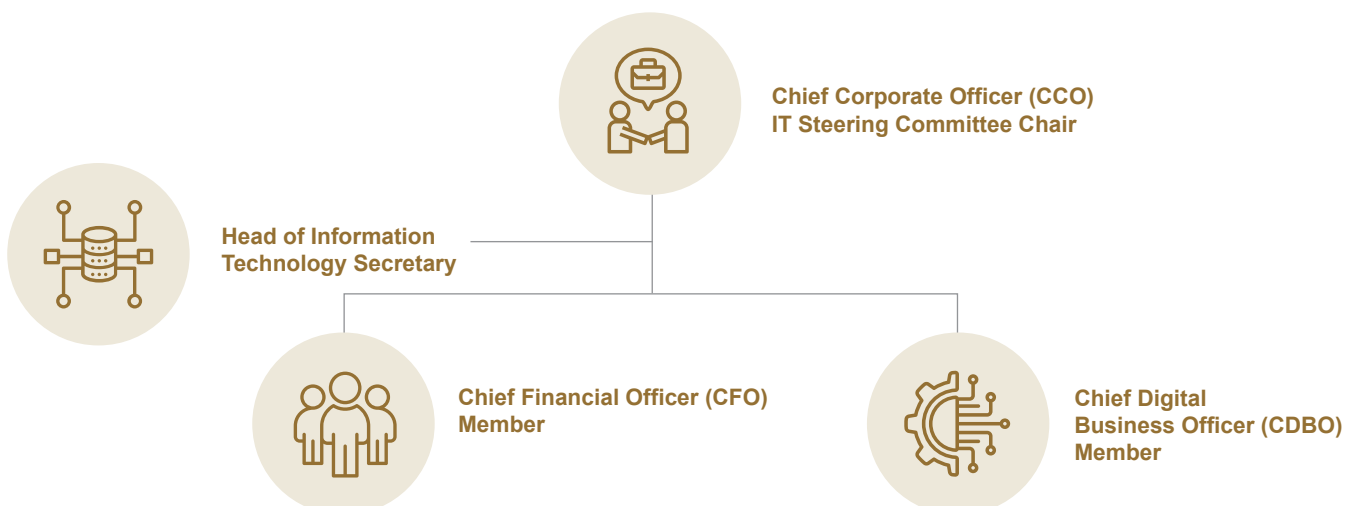 Chief Corporate Officer (CCO)
IT Steering Committee Chair
Head of Information
Technology Secretary
Chief Financial Officer (CFO)
Member
Chief Digital
Business Officer (CDBO)
Member